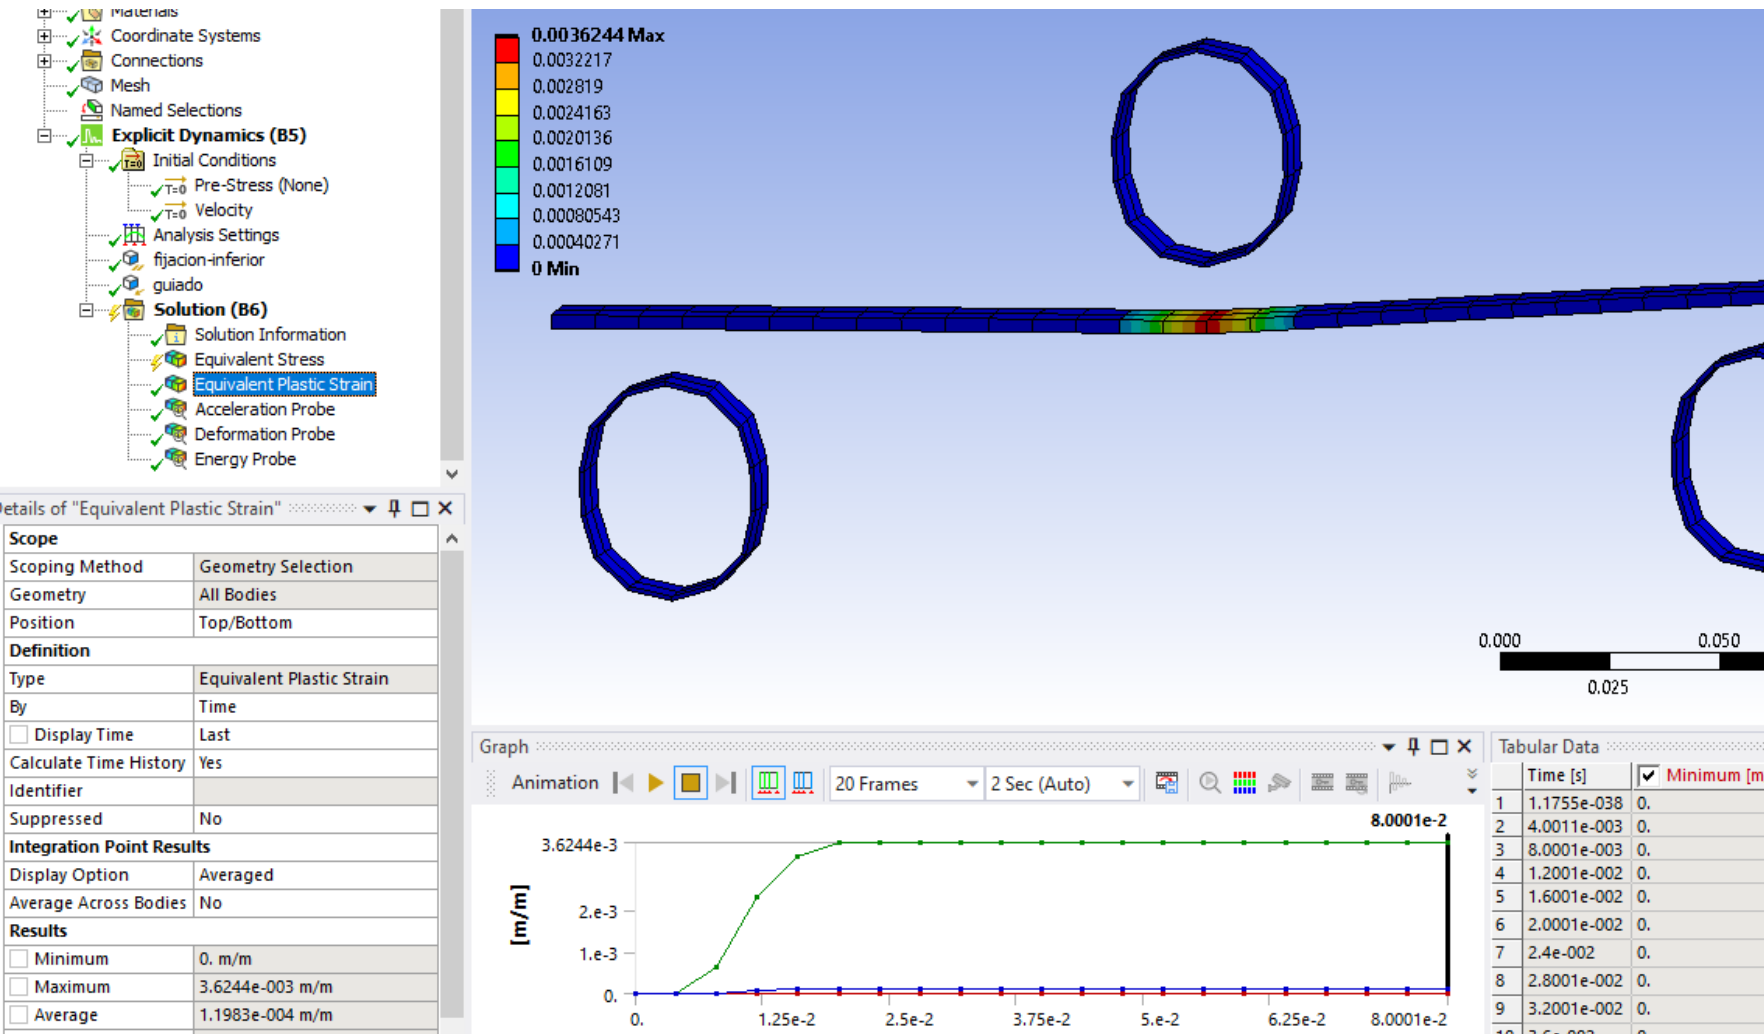 Materials
Coordinate Systems
Connections
Mesh
Named Selections
Explicit Dynamics (B5)
T=0 Initial Conditions
T=0 Pre-Stress (None)
T=0 Velocity
Analysis Settings
fijacion-inferior
guiado
Solution (B6)
Solution Information
Equivalent Stress
Equivalent Plastic Strain
Acceleration Probe
Deformation Probe
Energy Probe
Details of "Equivalent Plastic Strain"
Scope
Scoping Method Geometry Selection
Geometry All Bodies
Position Top/Bottom
Definition
Type Equivalent Plastic Strain
By Time
Display Time Last
Calculate Time History Yes
Identifier
Suppressed No
Integration Point Results
Display Option Averaged
Average Across Bodies No
Results
Minimum 0. m/m
Maximum 3.6244e-003 m/m
Average 1.1983e-004 m/m
0.0036244 Max
0.0032217
0.002819
0.0024163
0.0020136
0.0016109
0.0012081
0.00080543
0.00040271
0 Min
0.000 0.050
0.025
Graph
Animation 20 Frames 2 Sec (Auto)
8.0001e-2
3.6244e-3
2.e-3
1.e-3
0.
[m/m]
0. 1.25e-2 2.5e-2 3.75e-2 5.e-2 6.25e-2 8.0001e-2
Tabular Data
Time [s] Minimum [m
1 1.1755e-038 0.
2 4.0011e-003 0.
3 8.0001e-003 0.
4 1.2001e-002 0.
5 1.6001e-002 0.
6 2.0001e-002 0.
7 2.4e-002 0.
8 2.8001e-002 0.
9 3.2001e-002 0.
10 3.6e-002 0.